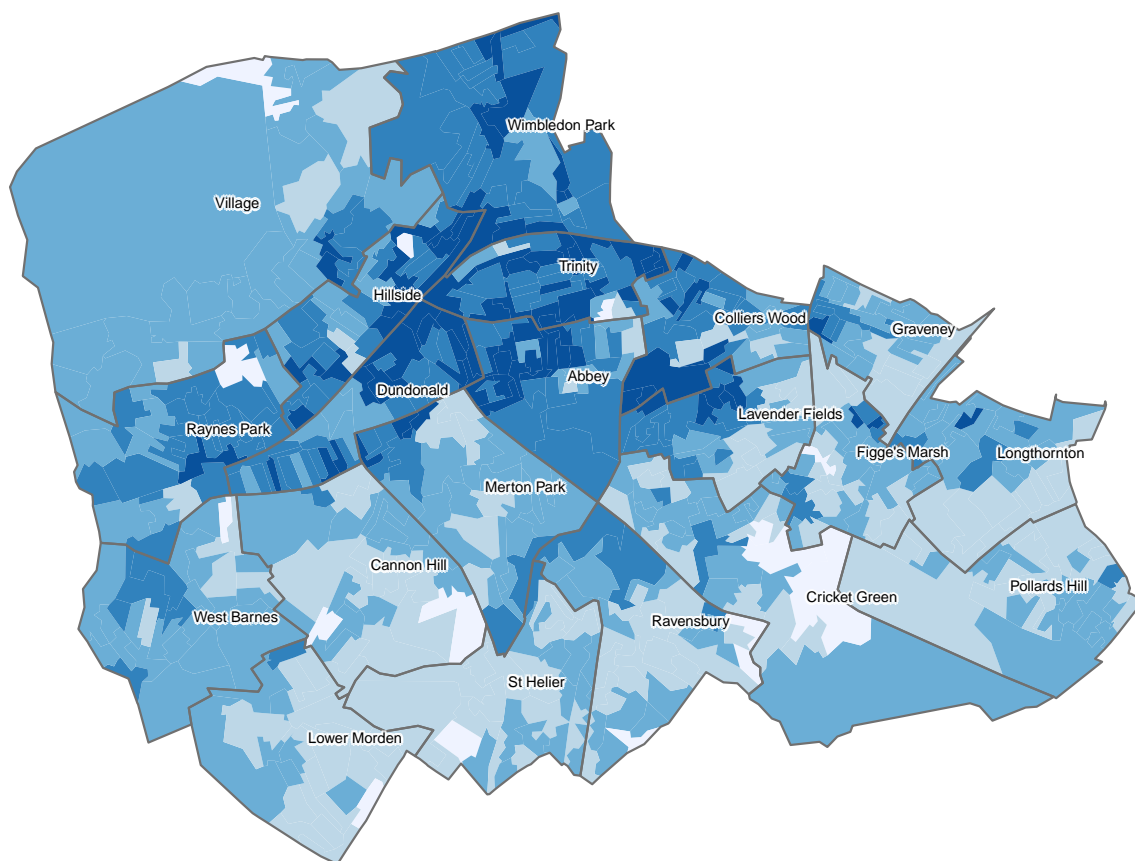 Wimbledon Park
Village
Trinity
Hillside
Colliers Wood
Graveney
Abbey
Dundonald
Lavender Fields
Raynes Park
Figge's Marsh
Longthornton
Merton Park
Cannon Hill
Pollards Hill
Cricket Green
West Barnes
Ravensbury
St Helier
Lower Morden